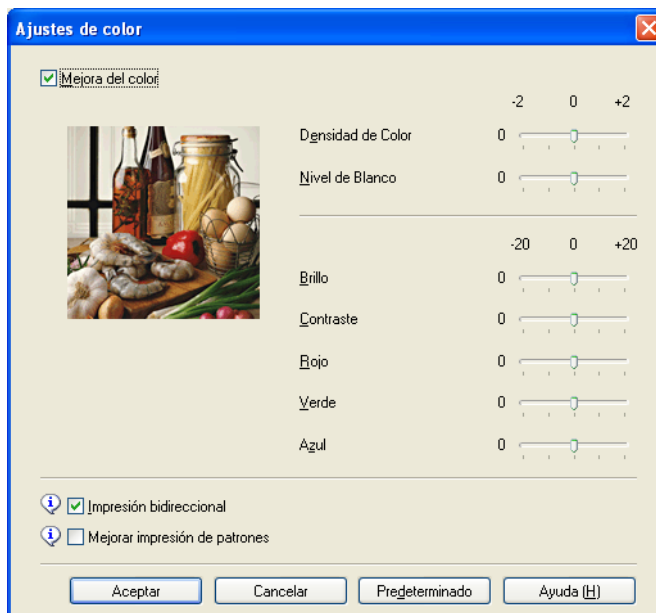 Ajustes de color
Mejora del color
-2 0 +2
Densidad de Color 0
Nivel de Blanco 0
-20 0 +20
Brillo 0
Contraste 0
Rojo 0
Verde 0
Azul 0
Impresión bidireccional
Mejorar impresión de patrones
Aceptar Cancelar Predeterminado Ayuda (H)